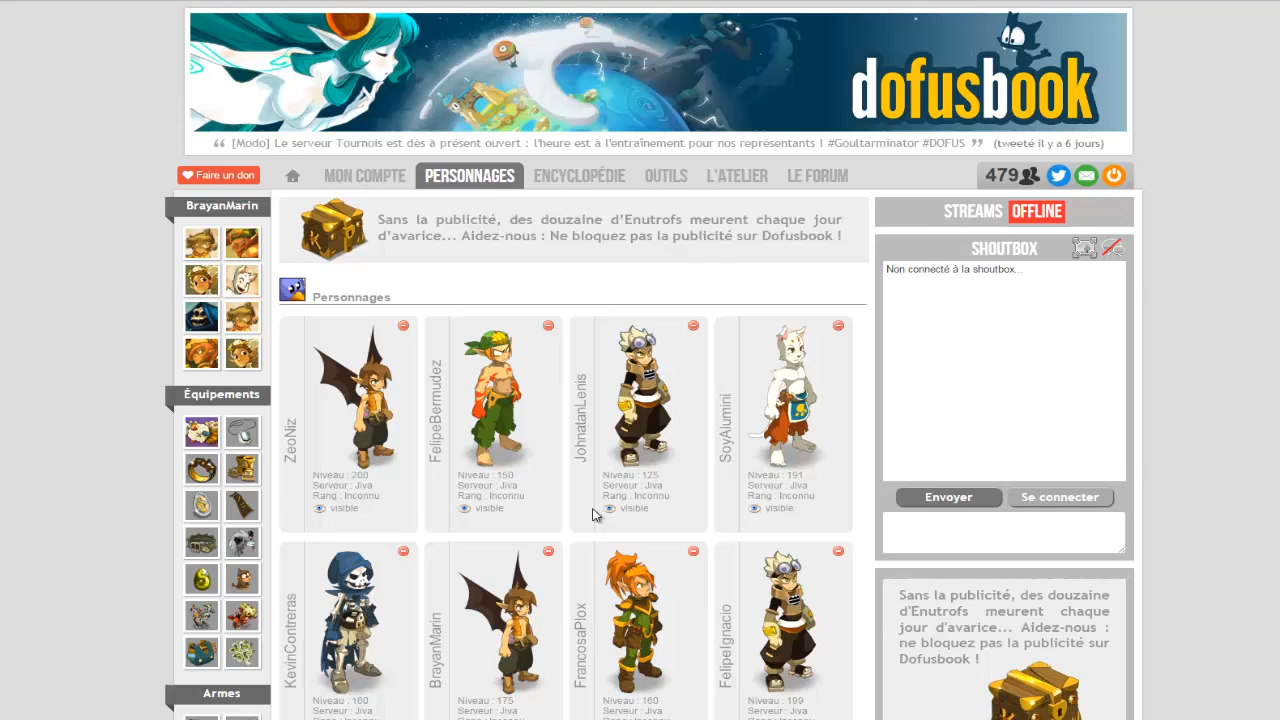 dofusbook
“ [Modo] Le serveur Tournois est dès à présent ouvert : l'heure est à l'entraînement pour nos représentants ! #Goultarminator #DOFUS ” (tweeté il y a 6 jours)
Faire un don
MON COMPTE
PERSONNAGES
ENCYCLOPÉDIE
OUTILS
L'ATELIER
LE FORUM
479
BrayanMarin
Équipements
Armes
Sans la publicité, des douzaine d'Enutrofs meurent chaque jour
d'avarice... Aidez-nous : Ne bloquez pas la publicité sur Dofusbook !
Personnages
ZeoNiz
Niveau : 200
Serveur : Jiva
Rang : Inconnu
visible
FelipeBermudez
Niveau : 150
Serveur : Jiva
Rang : Inconnu
visible
JohnatanLenis
Niveau : 125
Serveur : Jiva
Rang : Inconnu
visible
SoyAlumini
Niveau : 191
Serveur : Jiva
Rang : Inconnu
visible
KevinContreras
Niveau : 160
Serveur : Jiva
BrayanMarin
Niveau : 175
Serveur : Jiva
FrancosaPlox
Niveau : 160
Serveur : Jiva
FelipeIgnacio
Niveau : 199
Serveur : Jiva
STREAMS OFFLINE
SHOUTBOX
Non connecté à la shoutbox...
Envoyer
Se connecter
Sans la publicité, des douzaine
d'Enutrofs meurent chaque
jour d'avarice... Aidez-nous :
ne bloquez pas la publicité sur
Dofusbook !